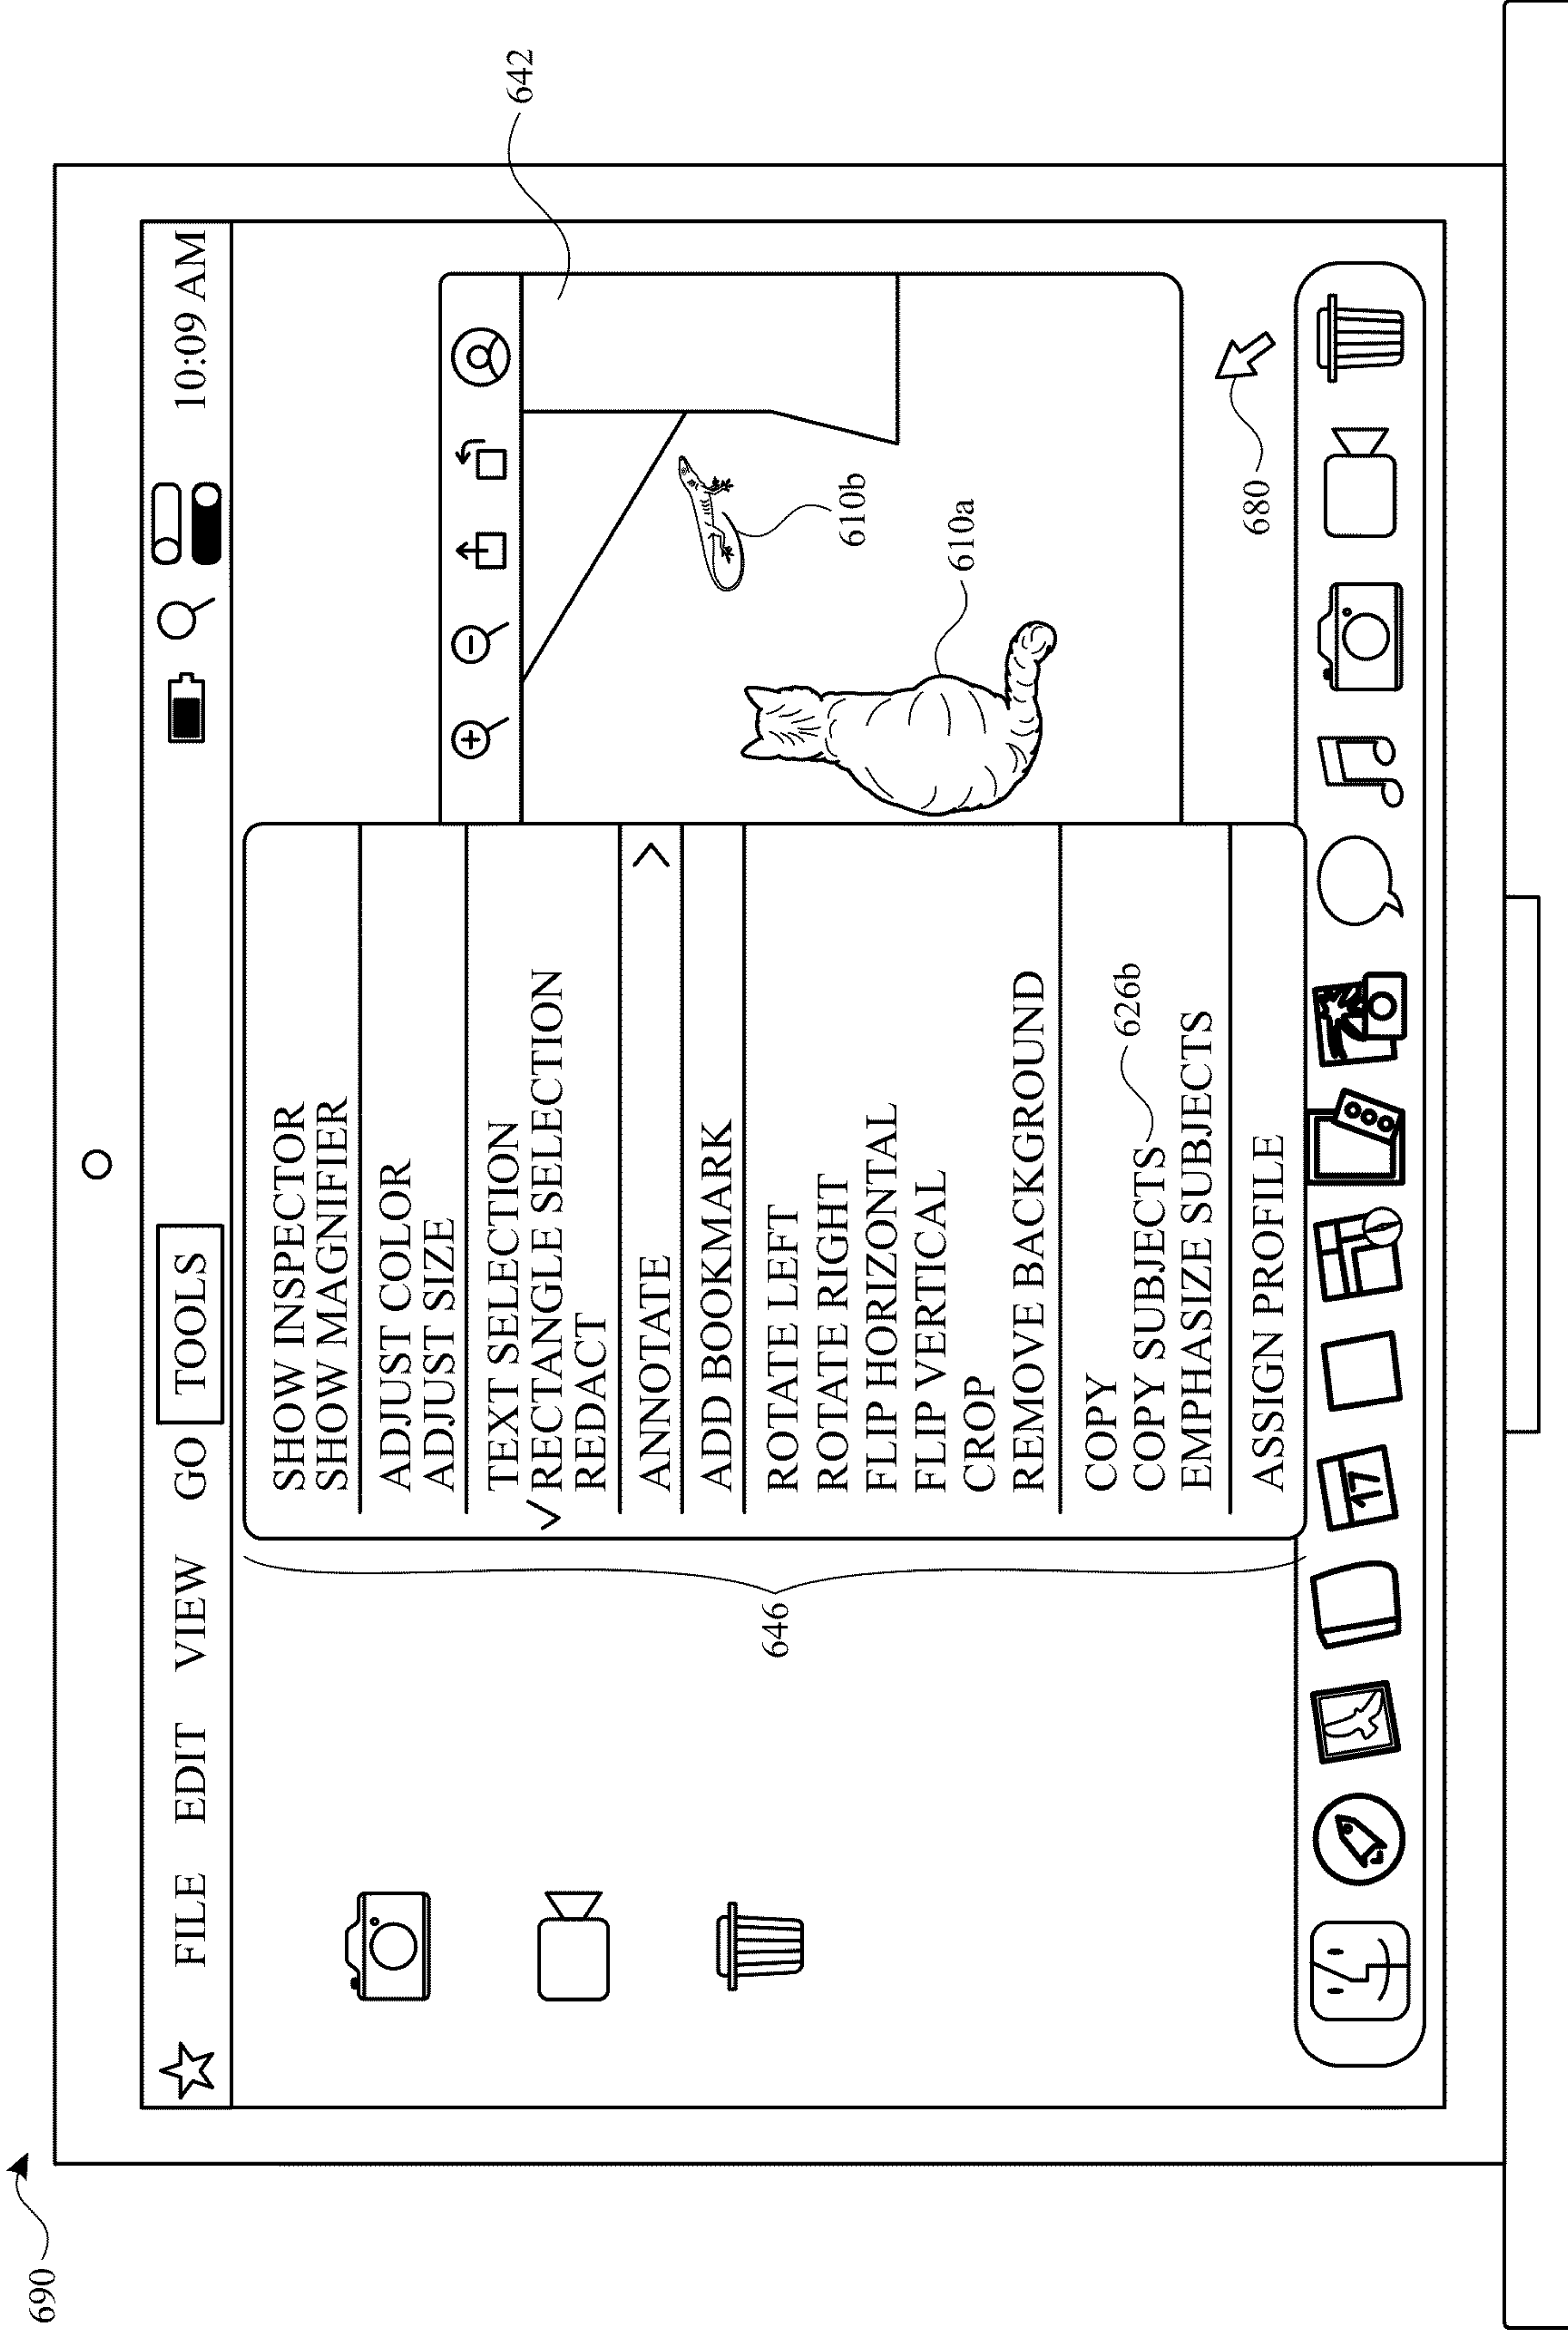 690
FILE EDIT VIEW GO TOOLS 10:09 AM
642
SHOW INSPECTOR
SHOW MAGNIFIER
ADJUST COLOR
ADJUST SIZE
TEXT SELECTION
RECTANGLE SELECTION
REDACT
ANNOTATE
ADD BOOKMARK
ROTATE LEFT
ROTATE RIGHT
FLIP HORIZONTAL
FLIP VERTICAL
CROP
REMOVE BACKGROUND
COPY
COPY SUBJECTS 626b
EMPHASIZE SUBJECTS
ASSIGN PROFILE
646
610b
610a
680
17